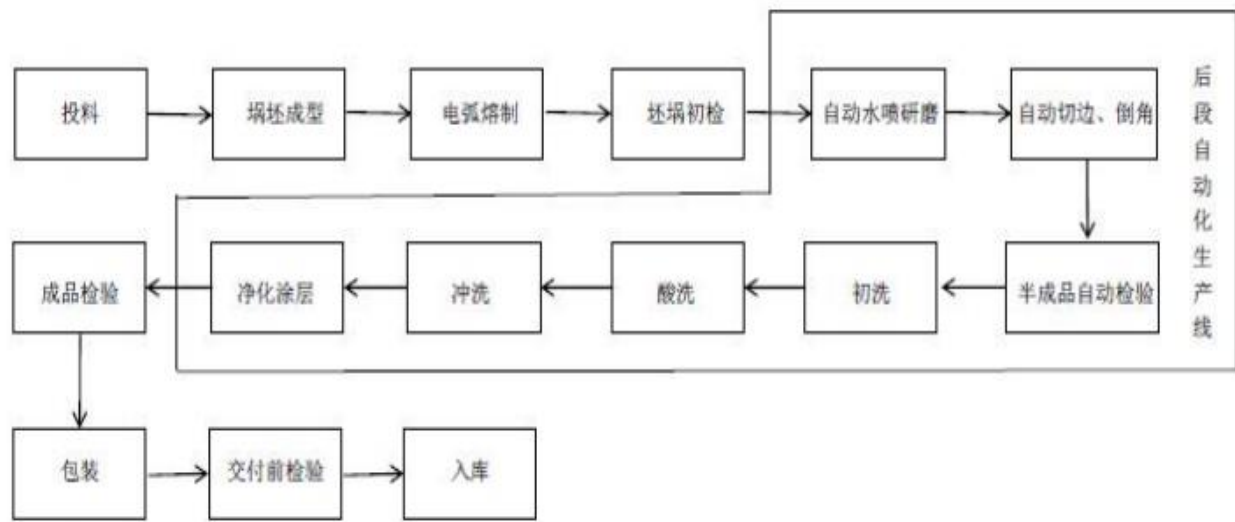 投料
埚坯成型
电弧熔制
坯埚初检
自动水喷研磨
自动切边、倒角
后段自动化生产线
半成品自动检验
初洗
酸洗
冲洗
净化涂层
成品检验
包装
交付前检验
入库